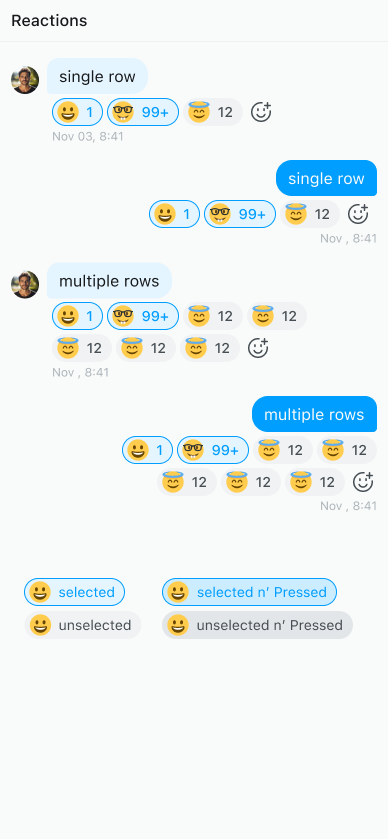 Reactions
single row
1 99+ 12
Nov 03, 8:41
single row
1 99+ 12
Nov , 8:41
multiple rows
1 99+ 12 12
12 12 12
Nov , 8:41
multiple rows
1 99+ 12 12
12 12 12
Nov , 8:41
selected selected n’ Pressed
unselected unselected n’ Pressed